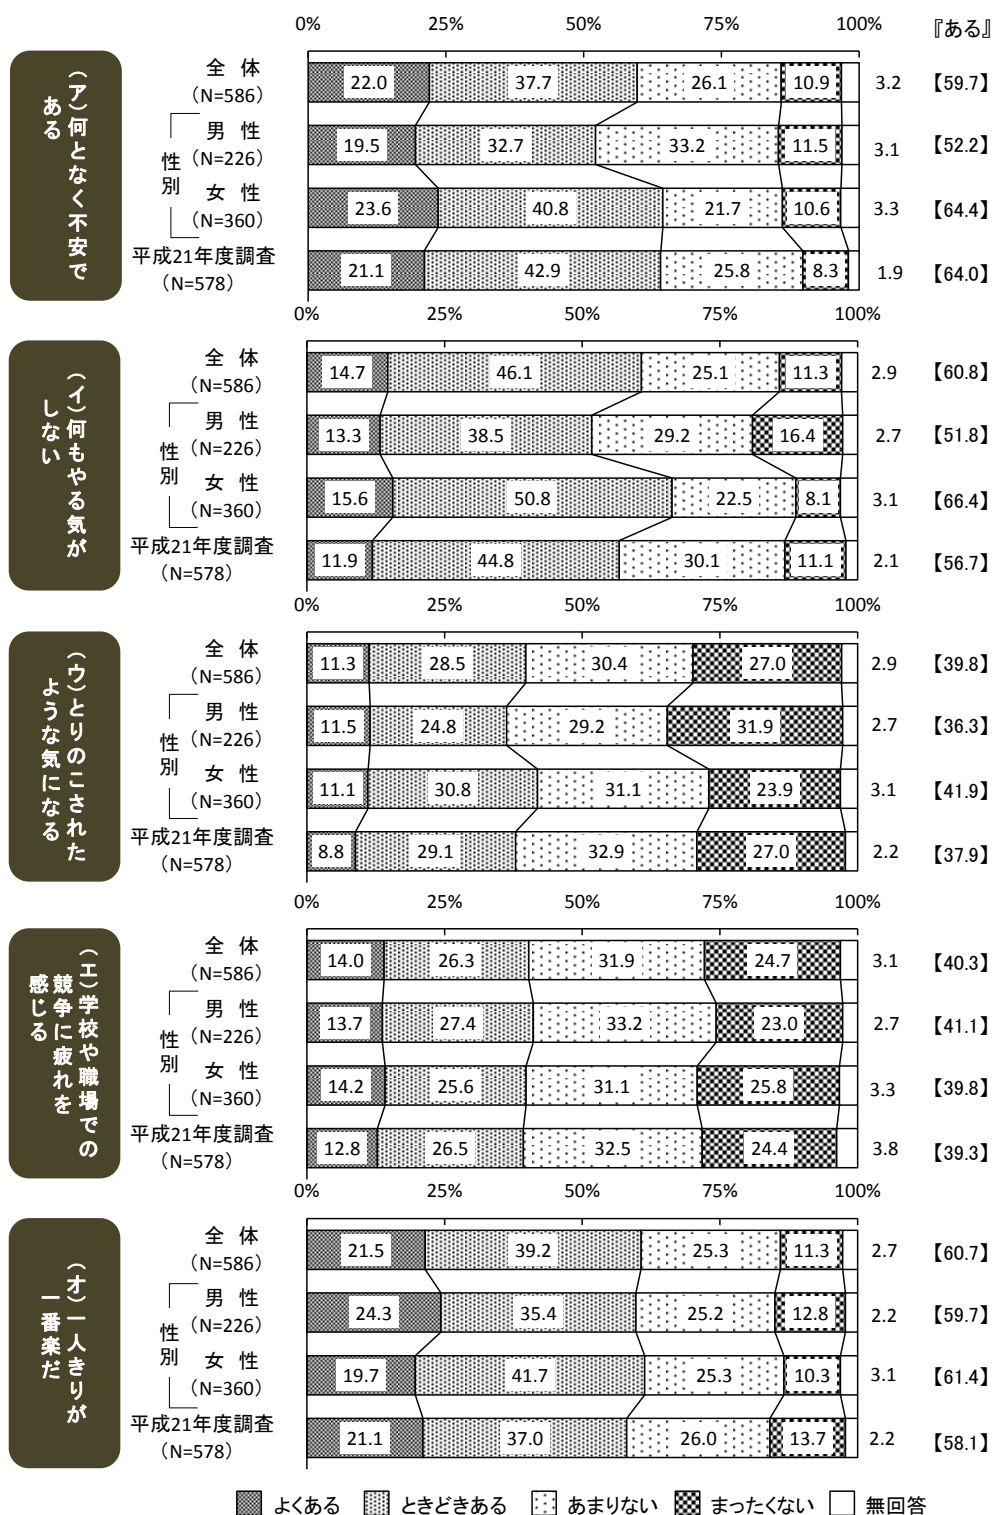 0% 25% 50% 75% 100% 『ある』
(ア)何となく不安で
ある
全 体
(N=586)
22.0 37.7 26.1 10.9 3.2 【59.7】
性別
男 性
(N=226)
19.5 32.7 33.2 11.5 3.1 【52.2】
女 性
(N=360)
23.6 40.8 21.7 10.6 3.3 【64.4】
平成21年度調査
(N=578)
21.1 42.9 25.8 8.3 1.9 【64.0】
0% 25% 50% 75% 100%
(イ)何もやる気が
しない
全 体
(N=586)
14.7 46.1 25.1 11.3 2.9 【60.8】
性別
男 性
(N=226)
13.3 38.5 29.2 16.4 2.7 【51.8】
女 性
(N=360)
15.6 50.8 22.5 8.1 3.1 【66.4】
平成21年度調査
(N=578)
11.9 44.8 30.1 11.1 2.1 【56.7】
0% 25% 50% 75% 100%
(ウ)とりのこされた
ような気になる
全 体
(N=586)
11.3 28.5 30.4 27.0 2.9 【39.8】
性別
男 性
(N=226)
11.5 24.8 29.2 31.9 2.7 【36.3】
女 性
(N=360)
11.1 30.8 31.1 23.9 3.1 【41.9】
平成21年度調査
(N=578)
8.8 29.1 32.9 27.0 2.2 【37.9】
0% 25% 50% 75% 100%
(エ)学校や職場での
競争に疲れを
感じる
全 体
(N=586)
14.0 26.3 31.9 24.7 3.1 【40.3】
性別
男 性
(N=226)
13.7 27.4 33.2 23.0 2.7 【41.1】
女 性
(N=360)
14.2 25.6 31.1 25.8 3.3 【39.8】
平成21年度調査
(N=578)
12.8 26.5 32.5 24.4 3.8 【39.3】
0% 25% 50% 75% 100%
(オ)一人きりが
一番楽だ
全 体
(N=586)
21.5 39.2 25.3 11.3 2.7 【60.7】
性別
男 性
(N=226)
24.3 35.4 25.2 12.8 2.2 【59.7】
女 性
(N=360)
19.7 41.7 25.3 10.3 3.1 【61.4】
平成21年度調査
(N=578)
21.1 37.0 26.0 13.7 2.2 【58.1】
よくある ときどきある あまりない まったくない 無回答